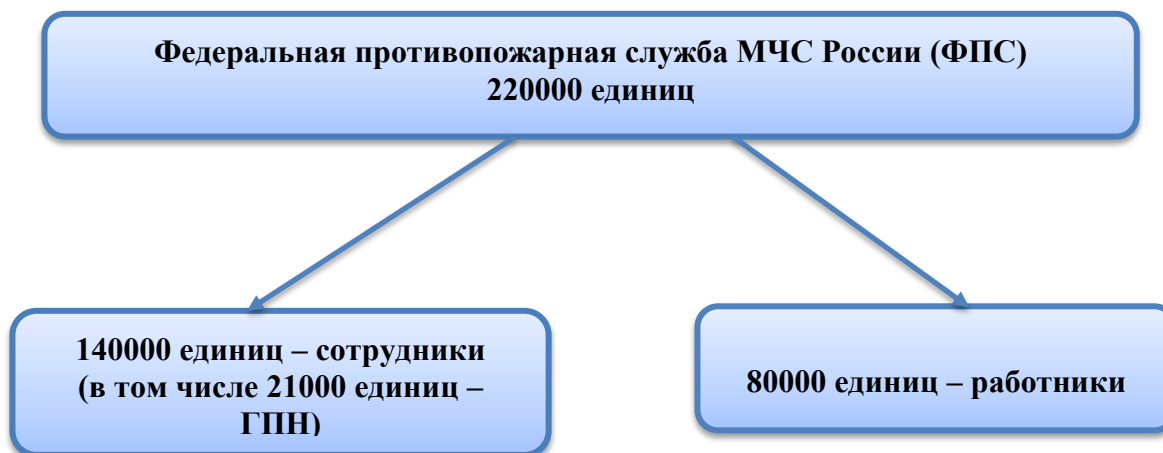 Федеральная противопожарная служба МЧС России (ФПС)
220000 единиц
140000 единиц – сотрудники
(в том числе 21000 единиц –
ГПН)
80000 единиц – работники